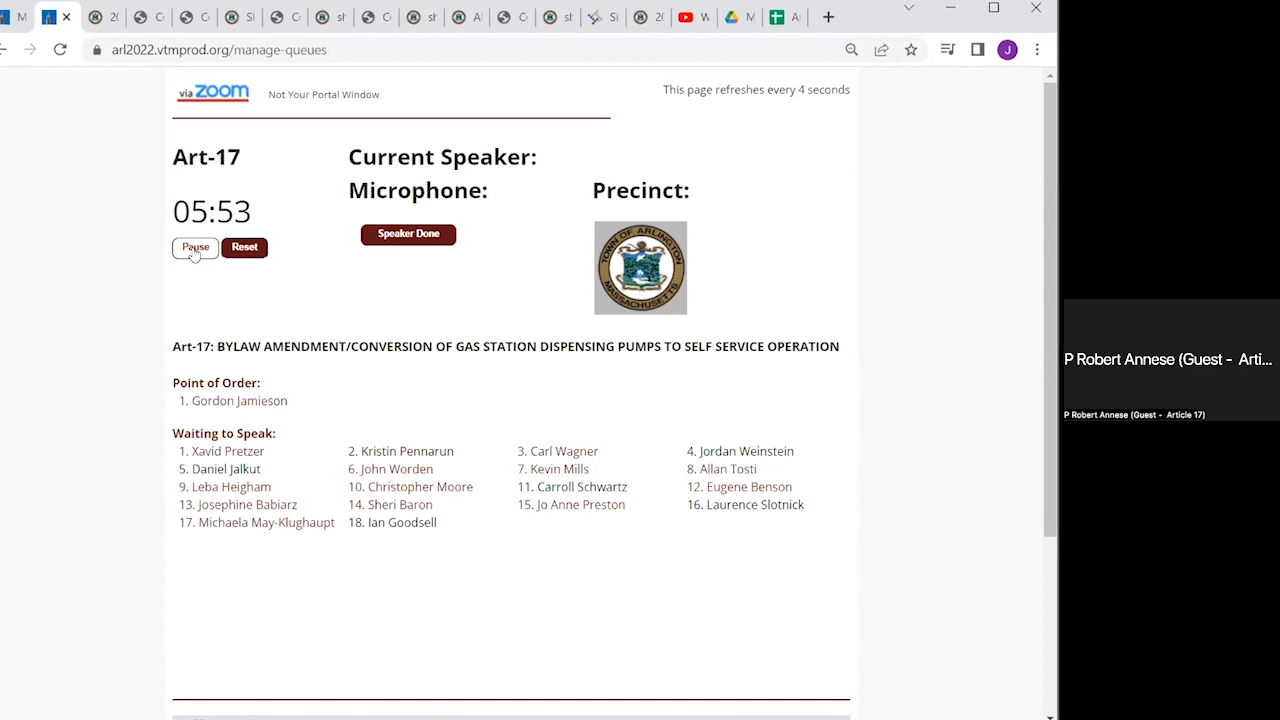 arl2022.vtmprod.org/manage-queues
J
via zoom Not Your Portal Window This page refreshes every 4 seconds
Art-17 Current Speaker:
Microphone: Precinct:
05:53
Pause Reset Speaker Done
TOWN OF ARLINGTON
MASSACHUSETTS
Art-17: BYLAW AMENDMENT/CONVERSION OF GAS STATION DISPENSING PUMPS TO SELF SERVICE OPERATION
Point of Order:
1. Gordon Jamieson
Waiting to Speak:
1. Xavid Pretzer 2. Kristin Pennarun 3. Carl Wagner 4. Jordan Weinstein
5. Daniel Jalkut 6. John Worden 7. Kevin Mills 8. Allan Tosti
9. Leba Heigham 10. Christopher Moore 11. Carroll Schwartz 12. Eugene Benson
13. Josephine Babiarz 14. Sheri Baron 15. Jo Anne Preston 16. Laurence Slotnick
17. Michaela May-Klughaupt 18. Ian Goodsell
P Robert Annese (Guest - Arti...
P Robert Annese (Guest - Article 17)